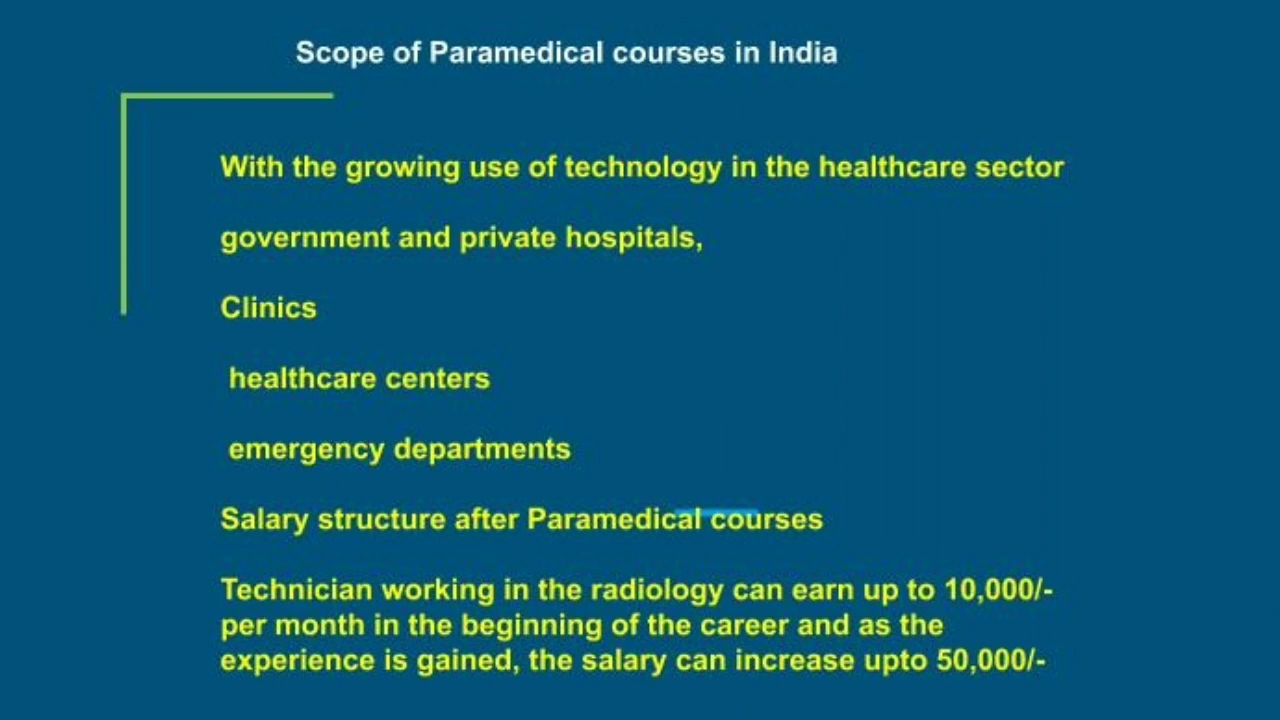 Scope of Paramedical courses in India
With the growing use of technology in the healthcare sector
government and private hospitals,
Clinics
healthcare centers
emergency departments
Salary structure after Paramedical courses
Technician working in the radiology can earn up to 10,000/-
per month in the beginning of the career and as the
experience is gained, the salary can increase upto 50,000/-